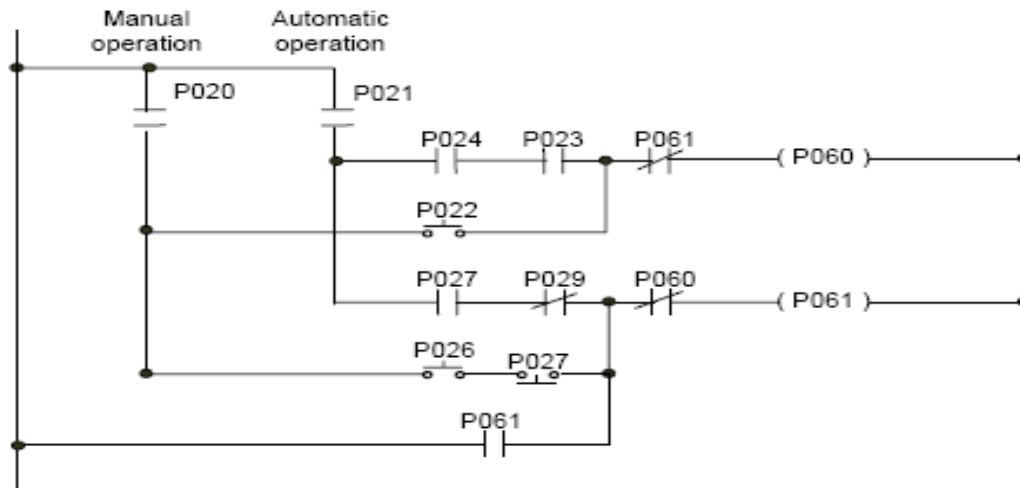 Manual operation
Automatic operation
P020
P021
P024
P023
P061
( P060 )
P022
P027
P029
P060
( P061 )
P026
P027
P061